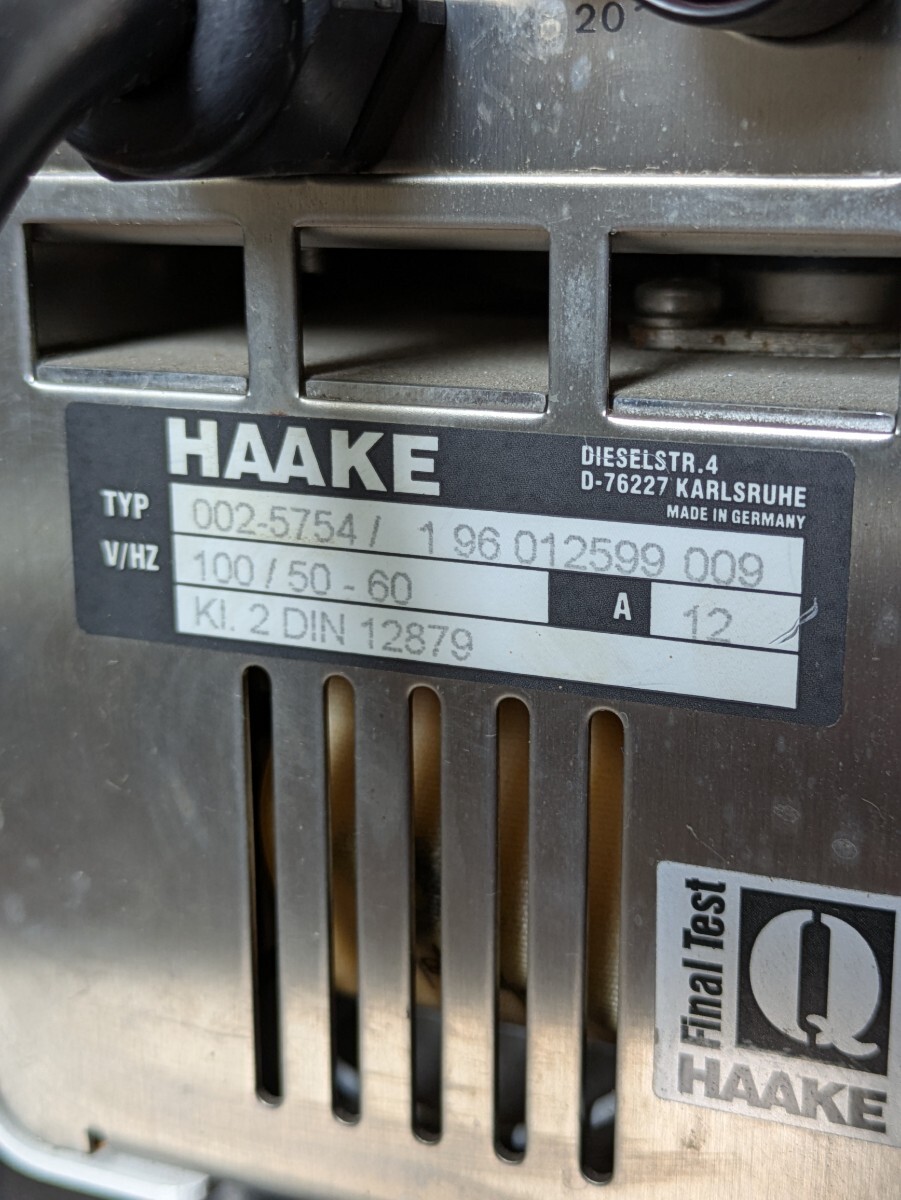 20
HAAKE
DIESELSTR.4
D-76227 KARLSRUHE
MADE IN GERMANY
TYP 002-5754 / 1 96 012599 009
V/HZ 100 / 50 - 60 A 12
Kl. 2 DIN 12879
Final Test
Q
HAAKE